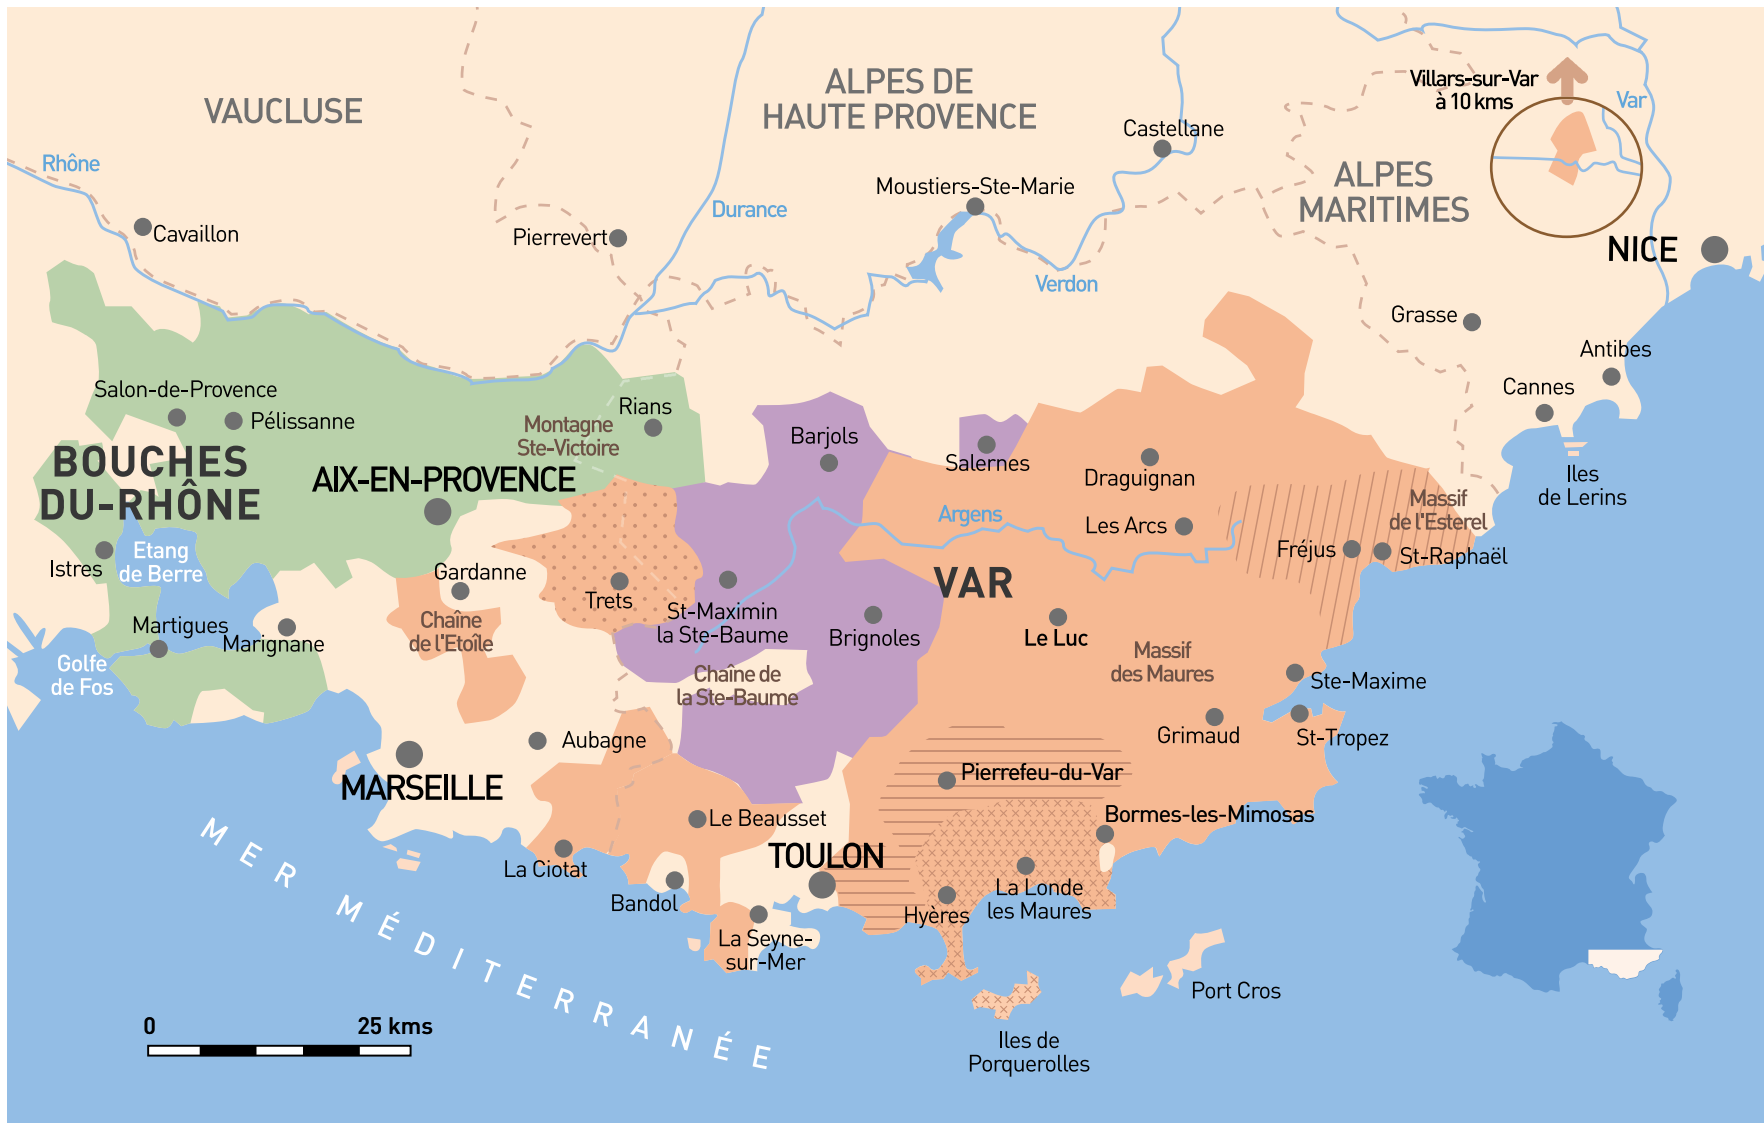 VAUCLUSE
ALPES DE
HAUTE PROVENCE
Villars-sur-Var
à 10 kms
Var
Castellane
Rhône
ALPES
MARITIMES
Moustiers-Ste-Marie
Durance
Cavaillon
Pierrevert
NICE
Verdon
Grasse
Antibes
Cannes
Salon-de-Provence
Pélissanne
Rians
Montagne
Ste-Victoire
Barjols
BOUCHES
DU-RHÔNE
AIX-EN-PROVENCE
Salernes
Draguignan
Iles
de Lerins
Massif
de l'Esterel
Argens
Les Arcs
Fréjus
St-Raphaël
Etang
de Berre
Istres
Gardanne
Trets
VAR
St-Maximin
la Ste-Baume
Brignoles
Le Luc
Chaîne
de l'Etoîle
Martigues
Marignane
Golfe
de Fos
Chaîne de
la Ste-Baume
Massif
des Maures
Ste-Maxime
Grimaud
St-Tropez
Aubagne
Pierrefeu-du-Var
MARSEILLE
Bormes-les-Mimosas
Le Beausset
TOULON
La Ciotat
Bandol
Hyères
La Londe
les Maures
La Seyne-
sur-Mer
Port Cros
Iles de
Porquerolles
MER MÉDITERRANÉE
0 25 kms